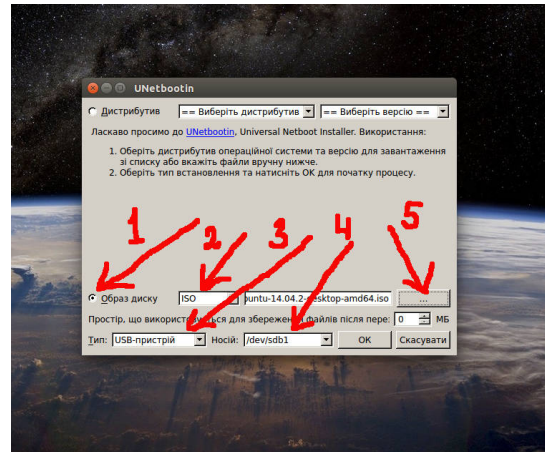 UNetbootin
Дистрибутив == Виберіть дистрибутив == Виберіть версію ==
Ласкаво просимо до UNetbootin, Universal Netboot Installer. Використання:
1. Оберіть дистрибутив операційної системи та версію для завантаження
зі списку або вкажіть файли вручну нижче.
2. Оберіть тип встановлення та натисніть OK для початку процесу.
1 2 3 4 5
Образ диску ISO buntu-14.04.2-desktop-amd64.iso ...
Простір, що використовується для збереження файлів після пере: 0 МБ
Тип: USB-пристрій Носій: /dev/sdb1 OK Скасувати